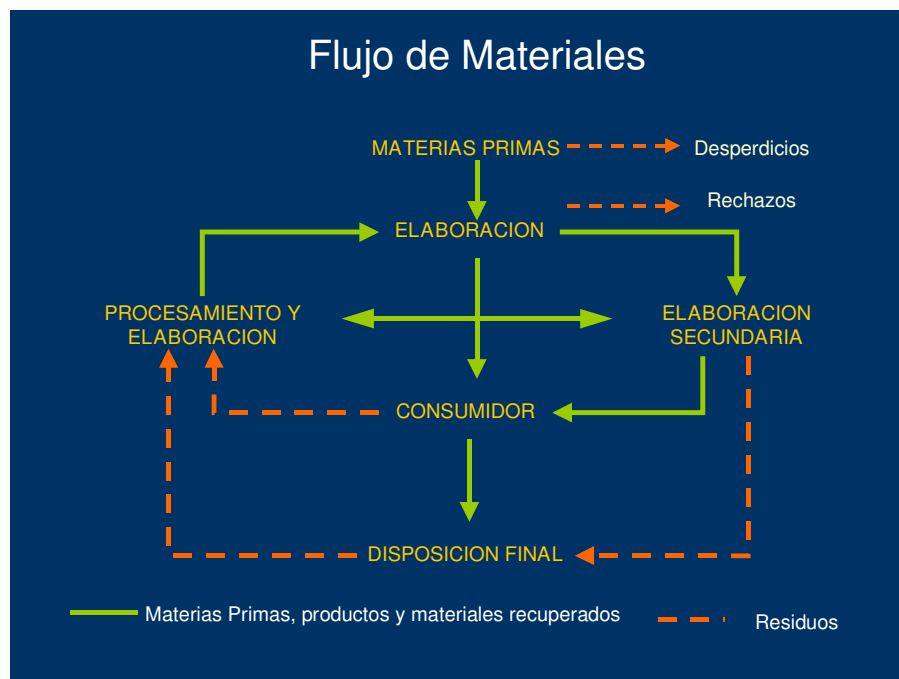 Flujo de Materiales
MATERIAS PRIMAS
Desperdicios
Rechazos
ELABORACION
PROCESAMIENTO Y
ELABORACION
ELABORACION
SECUNDARIA
CONSUMIDOR
DISPOSICION FINAL
Materias Primas, productos y materiales recuperados
Residuos